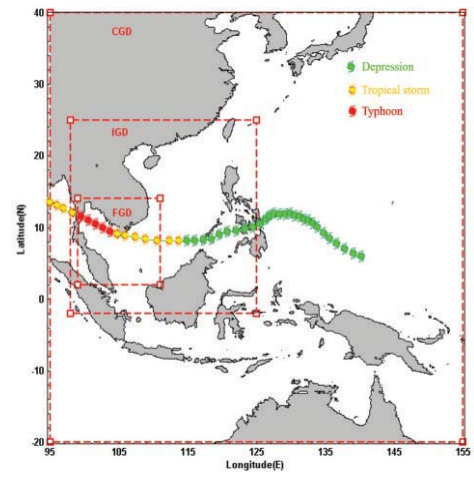 40
CGD
Depression
Tropical storm
Typhoon
30
IGD
20
FGD
10
Latitude(N)
0
-10
-20
95
105
115
125
135
145
155
Longitude(E)